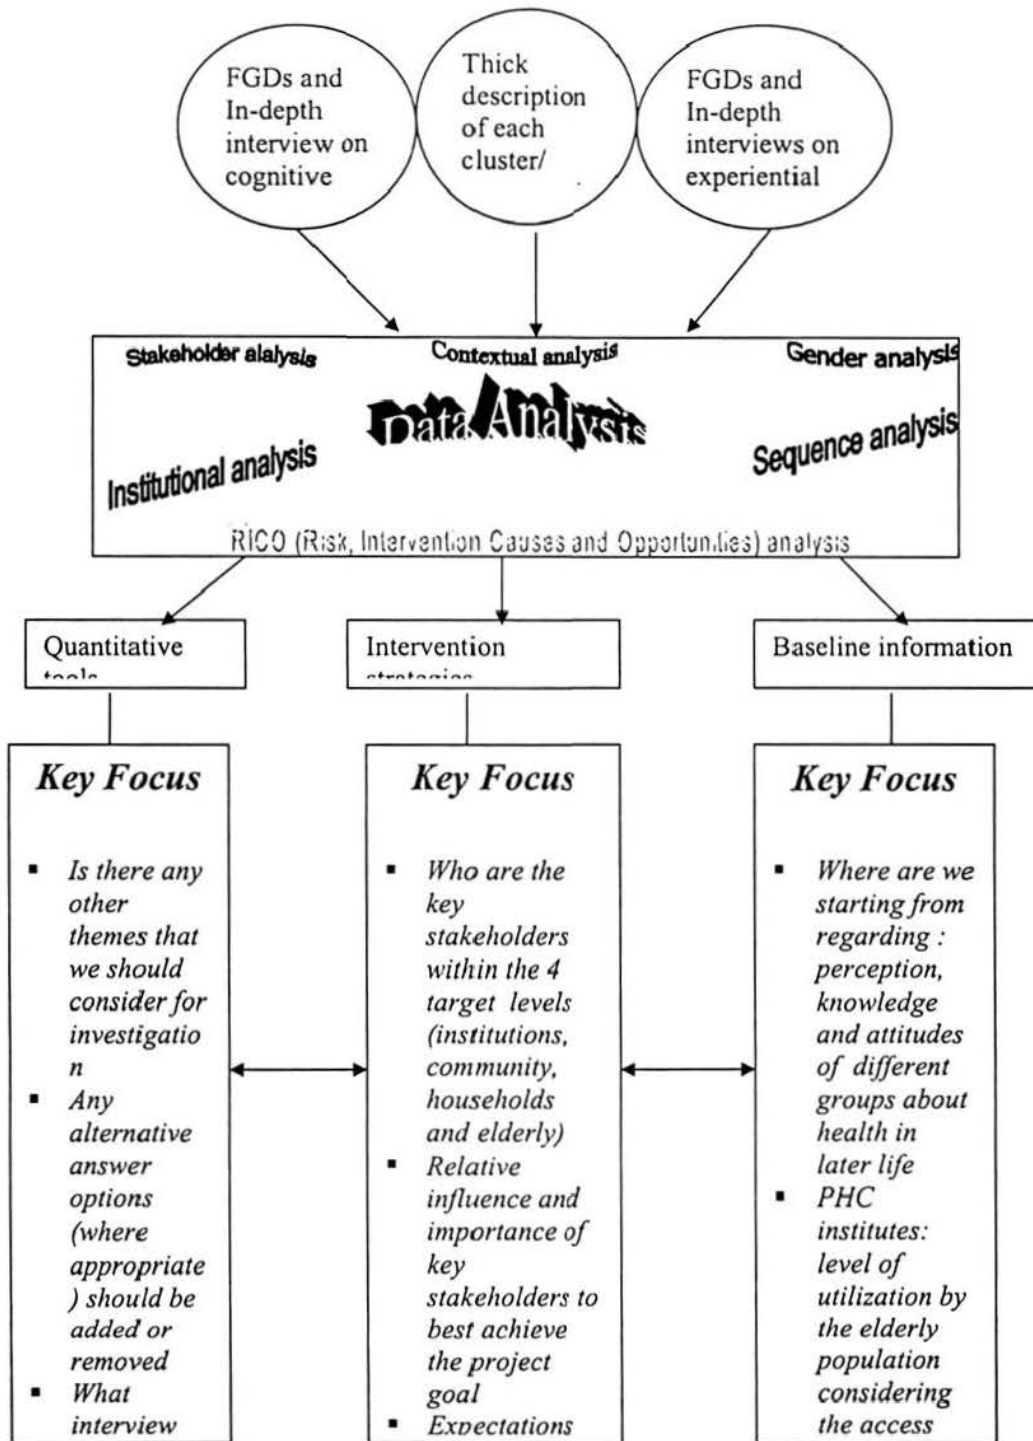 FGDs and
In-depth
interview on
cognitive
Thick
description
of each
cluster/
FGDs and
In-depth
interviews on
experiential
Stakeholder alalysis
Contextual analysis
Gender analysis
Data Analysis
Institutional analysis
Sequence analysis
RICO (Risk, Intervention Causes and Opportunities) analysis
Quantitative
tools
Intervention
strategies
Baseline information
Key Focus
▪ Is there any
other
themes that
we should
consider for
investigatio
n
▪ Any
alternative
answer
options
(where
appropriate
) should be
added or
removed
▪ What
interview
Key Focus
▪ Who are the
key
stakeholders
within the 4
target levels
(institutions,
community,
households
and elderly)
▪ Relative
influence and
importance of
key
stakeholders to
best achieve
the project
goal
▪ Expectations
Key Focus
▪ Where are we
starting from
regarding :
perception,
knowledge
and attitudes
of different
groups about
health in
later life
▪ PHC
institutes:
level of
utilization by
the elderly
population
considering
the access